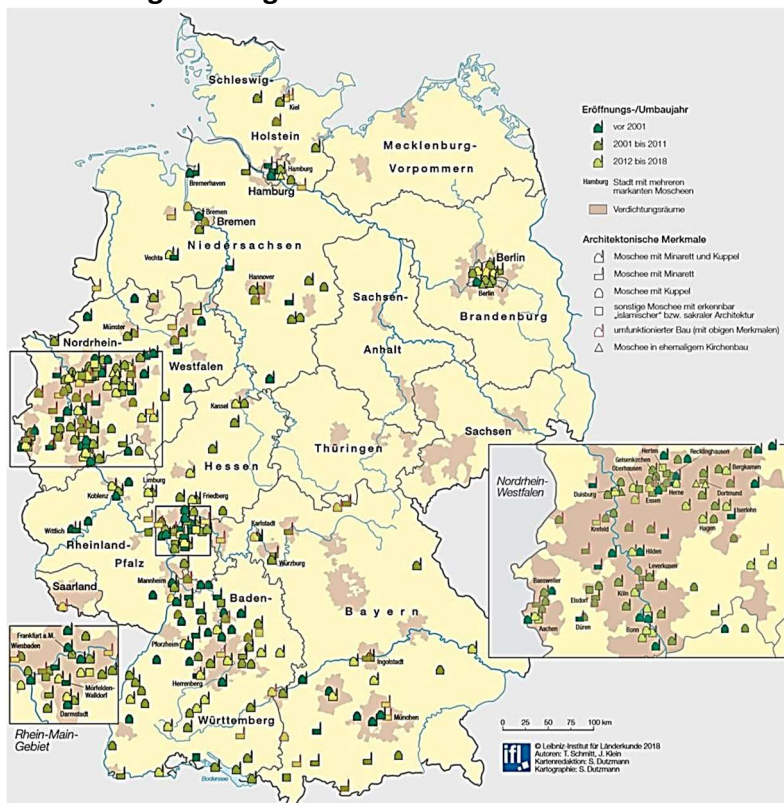 Schleswig-
Kiel
Holstein
Mecklenburg-
Vorpommern
Hamburg
Hamburg
Bremerhaven
Bremen
Bremen
Niedersachsen
Vechta
Hannover
Berlin
Berlin
Brandenburg
Sachsen-
Anhalt
Münster
Nordrhein-
Westfalen
Kassel
Sachsen
Thüringen
Hessen
Limburg
Koblenz
Friedberg
Wittlich
Rheinland-
Pfalz
Karlstadt
Würzburg
Saarland
Mannheim
Baden-
Bayern
Pforzheim
Herrenberg
Ingolstadt
Württemberg
München
Bodensee
Eröffnungs-/Umbaujahr
vor 2001
2001 bis 2011
2012 bis 2018
Hamburg Stadt mit mehreren
markanten Moscheen
Verdichtungsräume
Architektonische Merkmale
Moschee mit Minarett und Kuppel
Moschee mit Minarett
Moschee mit Kuppel
sonstige Moschee mit erkennbar
„islamischer" bzw. sakraler Architektur
umfunktionierter Bau (mit obigen Merkmalen)
Moschee in ehemaligem Kirchenbau
Nordrhein-
Westfalen
Herten
Recklinghausen
Gelsenkirchen
Oberhausen
Bergkamen
Duisburg
Essen
Herne
Dortmund
Iserlohn
Krefeld
Hagen
Hilden
Leverkusen
Baesweiler
Elsdorf
Köln
Aachen
Düren
Bonn
Frankfurt a.M.
Wiesbaden
Mörfelden-
Walldorf
Darmstadt
Rhein-Main-
Gebiet
0 25 50 75 100 km
ifl
© Leibniz-Institut für Länderkunde 2018
Autoren: T. Schmitt, J. Klein
Kartenredaktion: S. Dutzmann
Kartographie: S. Dutzmann